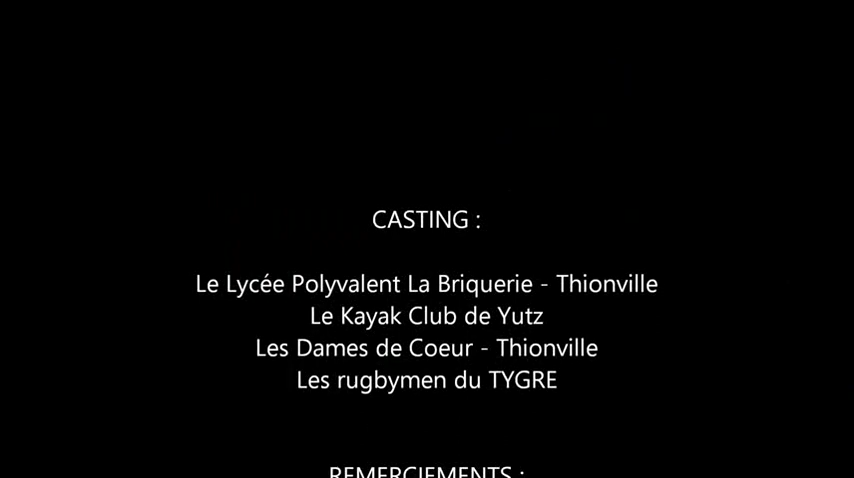 CASTING :
Le Lycée Polyvalent La Briquerie - Thionville
Le Kayak Club de Yutz
Les Dames de Coeur - Thionville
Les rugbymen du TYGRE
REMERCIEMENTS :